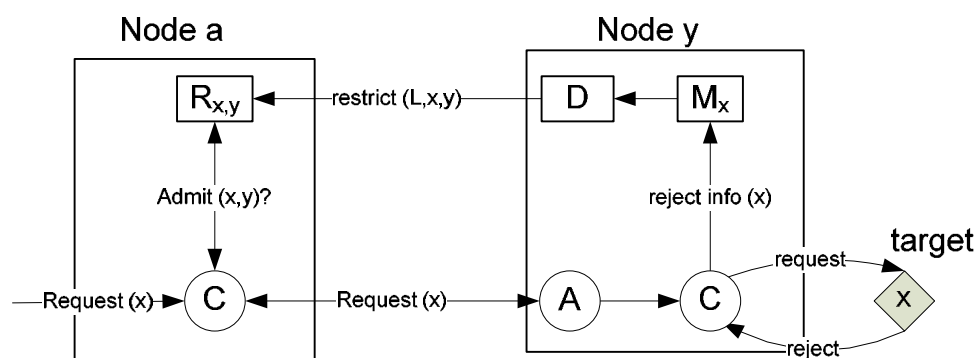 Node a
Node y
Rx,y
restrict (L,x,y)
D
Mx
Admit (x,y)?
reject info (x)
target
request
Request (x)
C
Request (x)
A
C
x
reject